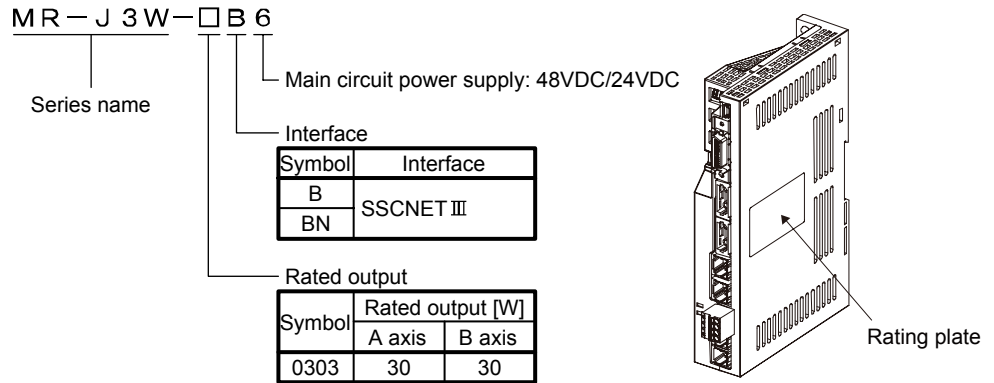 MR-J3W-□B6
Main circuit power supply: 48VDC/24VDC
Series name
Interface
Symbol Interface
B SSCNETⅢ
BN
Rated output
Symbol Rated output [W]
A axis B axis
0303 30 30
Rating plate